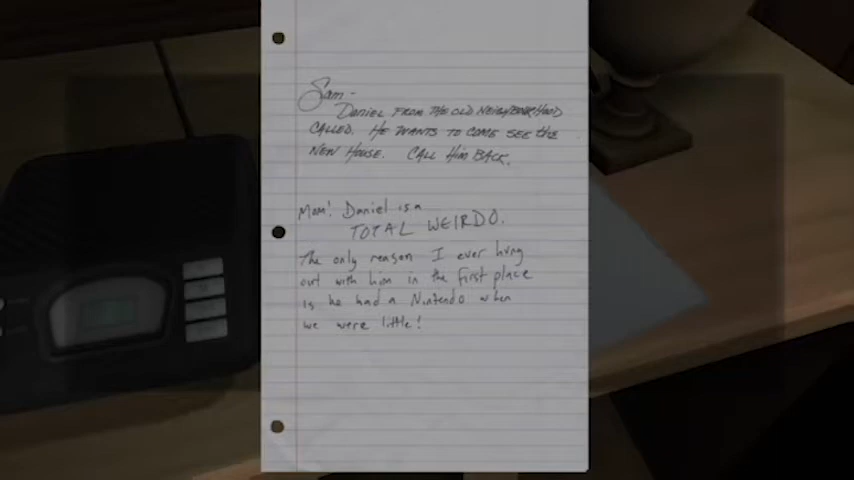 Sam-
DANIEL FROM THE OLD NEIGHBOURHOOD
CALLED. HE WANTS TO COME SEE the
NEW HOUSE. CALL HIM BACK.
Mom! Daniel is a
TOTAL WEIRDO.
The only reason I ever hung
out with him in the first place
is he had a Nintendo when
we were little!